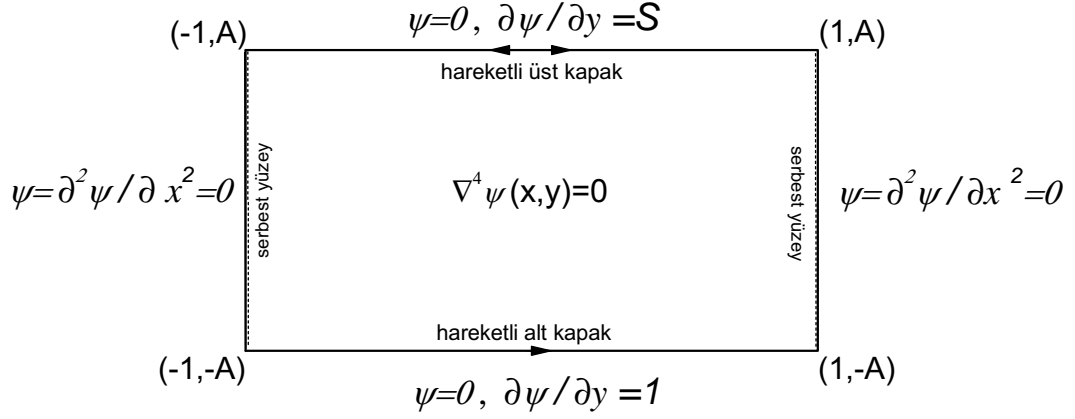 ψ=0 , ∂ψ/∂y =S
(-1,A)
(1,A)
hareketli üst kapak
serbest yüzey
serbest yüzey
ψ=∂²ψ/∂ x²=0
∇⁴ψ(x,y)=0
ψ=∂²ψ/∂x ²=0
hareketli alt kapak
(-1,-A)
(1,-A)
ψ=0 , ∂ψ/∂y =1